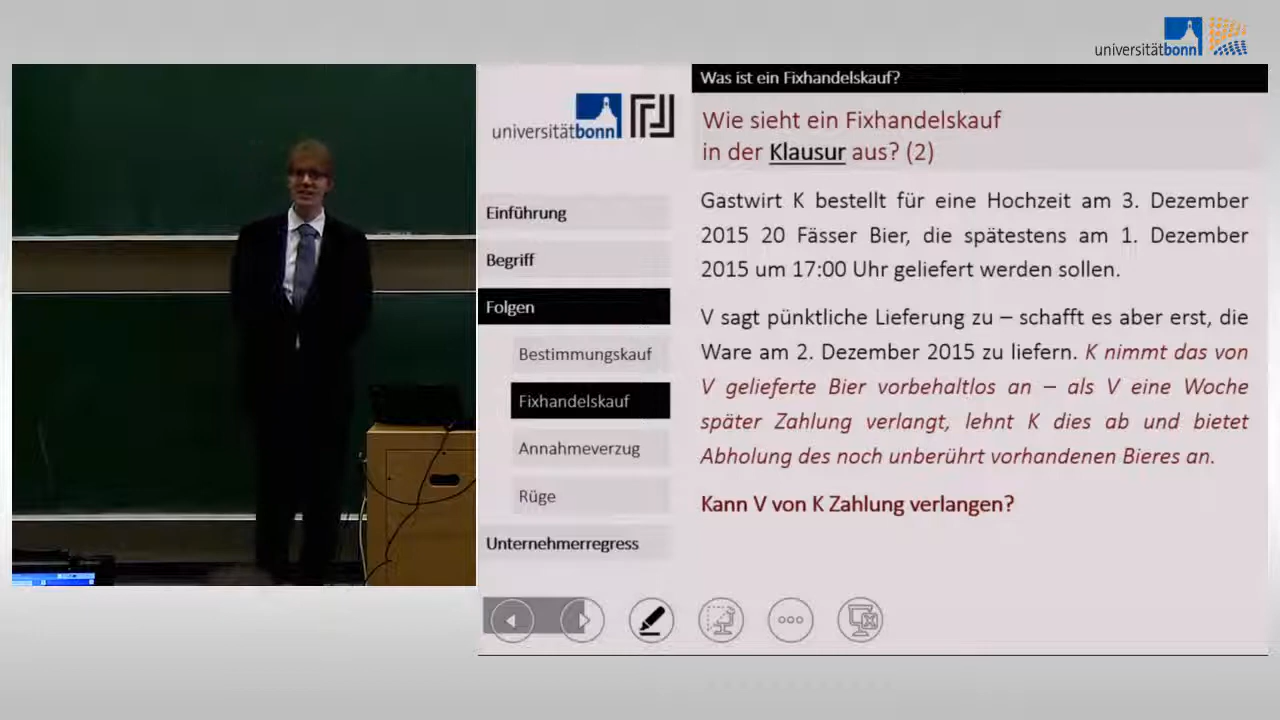 universitätbonn
Was ist ein Fixhandelskauf?
universitätbonn
Wie sieht ein Fixhandelskauf
in der Klausur aus? (2)
Einführung
Begriff
Folgen
Bestimmungskauf
Fixhandelskauf
Annahmeverzug
Rüge
Unternehmerregress
Gastwirt K bestellt für eine Hochzeit am 3. Dezember
2015 20 Fässer Bier, die spätestens am 1. Dezember
2015 um 17:00 Uhr geliefert werden sollen.
V sagt pünktliche Lieferung zu – schafft es aber erst, die
Ware am 2. Dezember 2015 zu liefern. K nimmt das von
V gelieferte Bier vorbehaltlos an – als V eine Woche
später Zahlung verlangt, lehnt K dies ab und bietet
Abholung des noch unberührt vorhandenen Bieres an.
Kann V von K Zahlung verlangen?